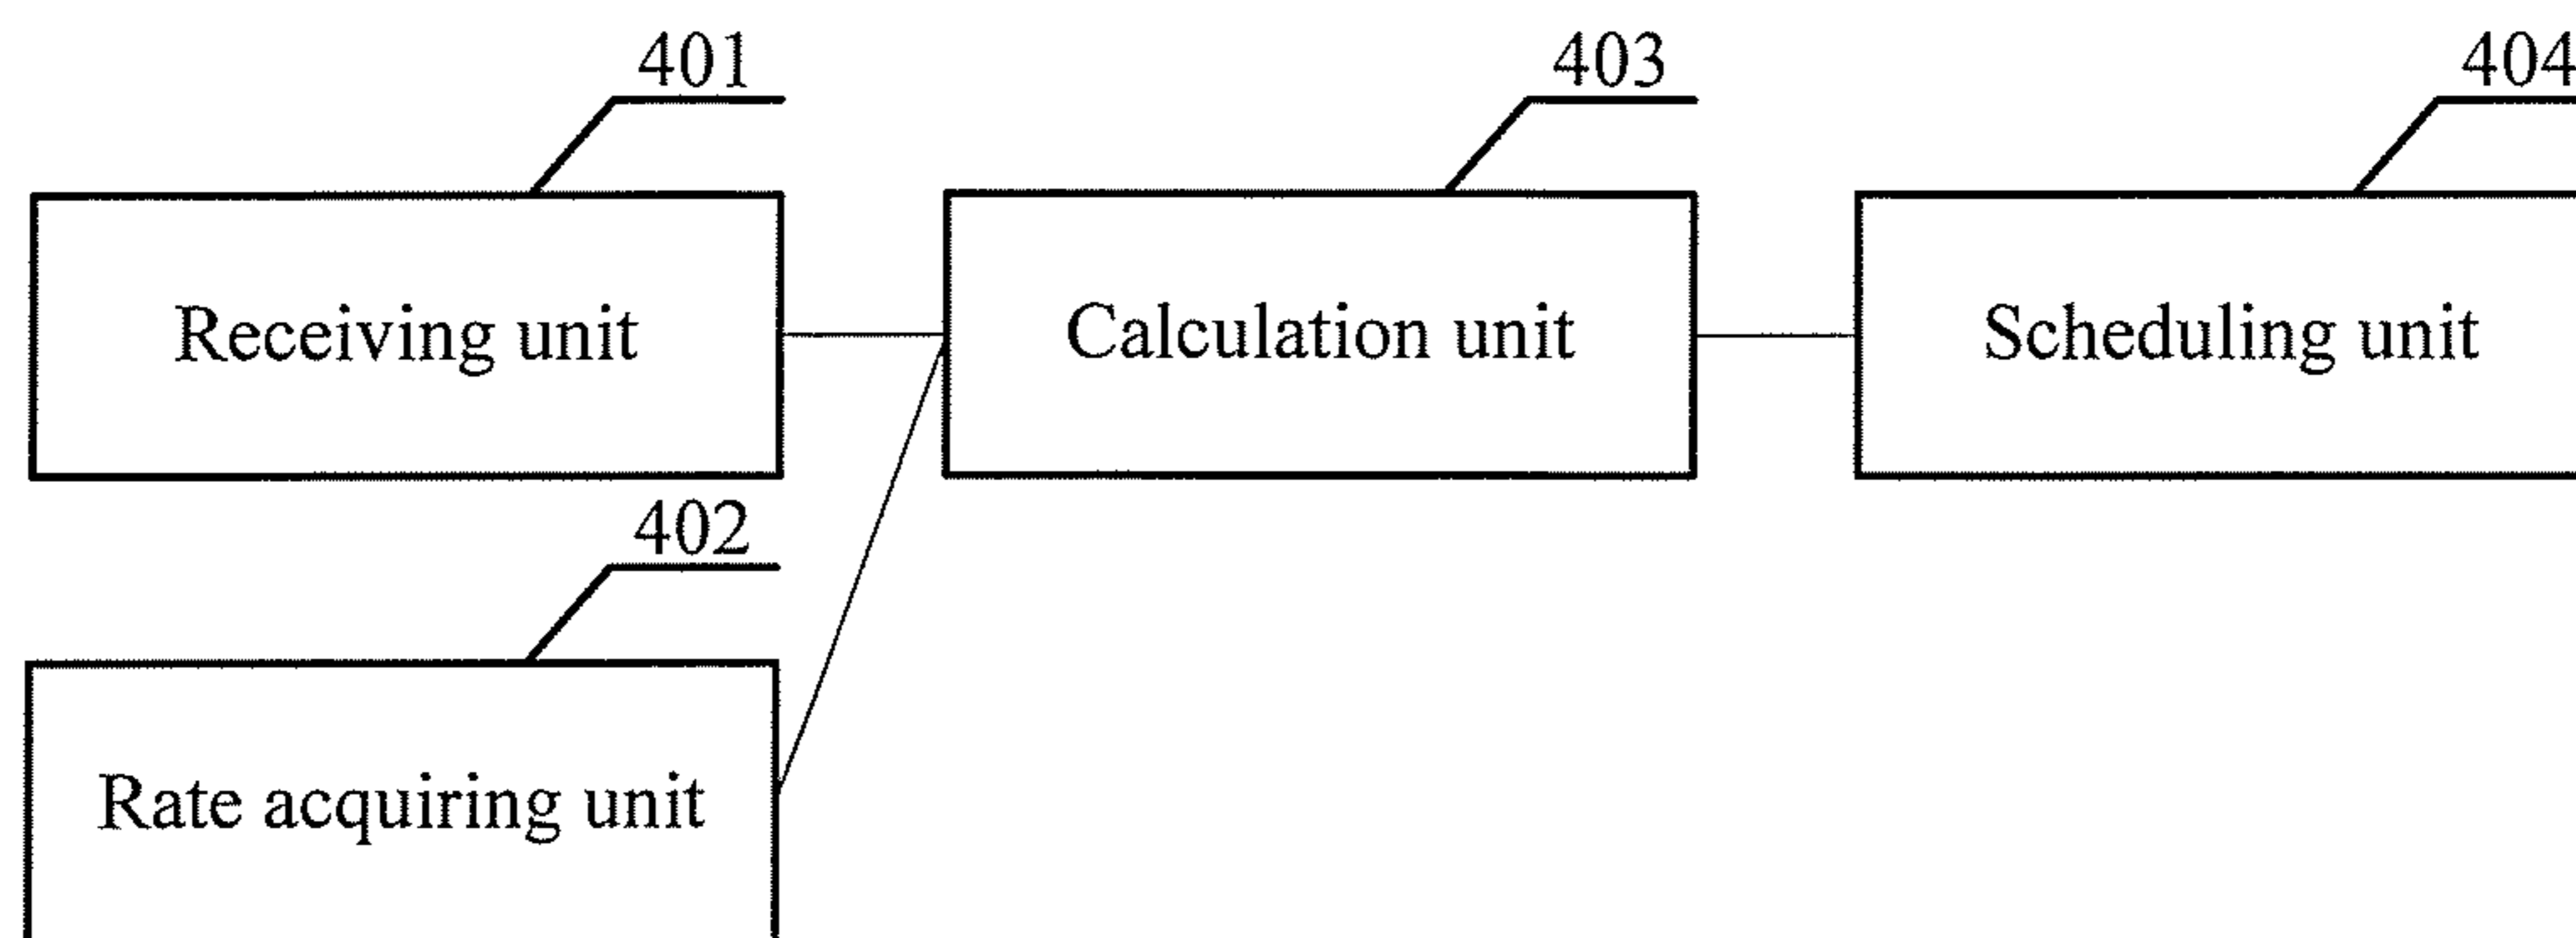 401
403
404
Receiving unit
Calculation unit
Scheduling unit
402
Rate acquiring unit